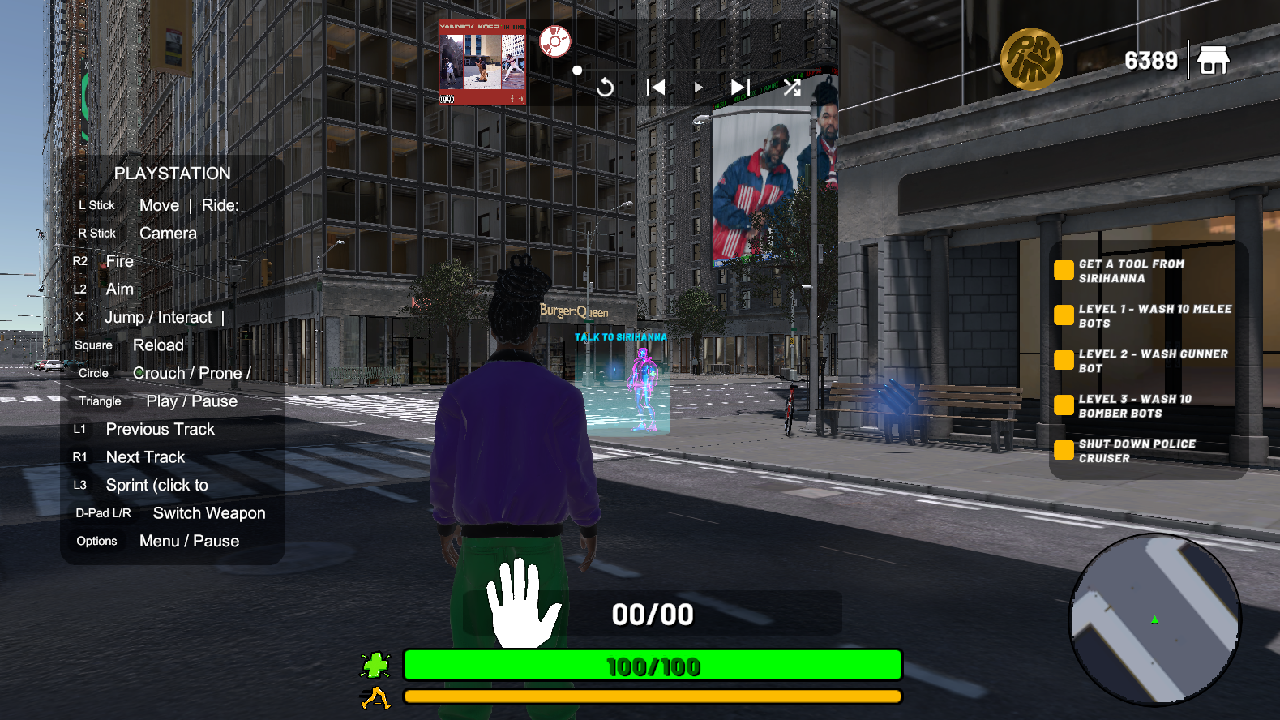 6389
PLAYSTATION
L Stick Move | Ride:
R Stick Camera
R2 Fire
L2 Aim
X Jump / Interact |
Square Reload
Circle Crouch / Prone /
Triangle Play / Pause
L1 Previous Track
R1 Next Track
L3 Sprint (click to
D-Pad L/R Switch Weapon
Options Menu / Pause
Burger Queen
TALK TO SIRIHANNA
GET A TOOL FROM
SIRIHANNA
LEVEL 1 - WASH 10 MELEE
BOTS
LEVEL 2 - WASH GUNNER
BOT
LEVEL 3 - WASH 10
BOMBER BOTS
SHUT DOWN POLICE
CRUISER
00/00
100/100